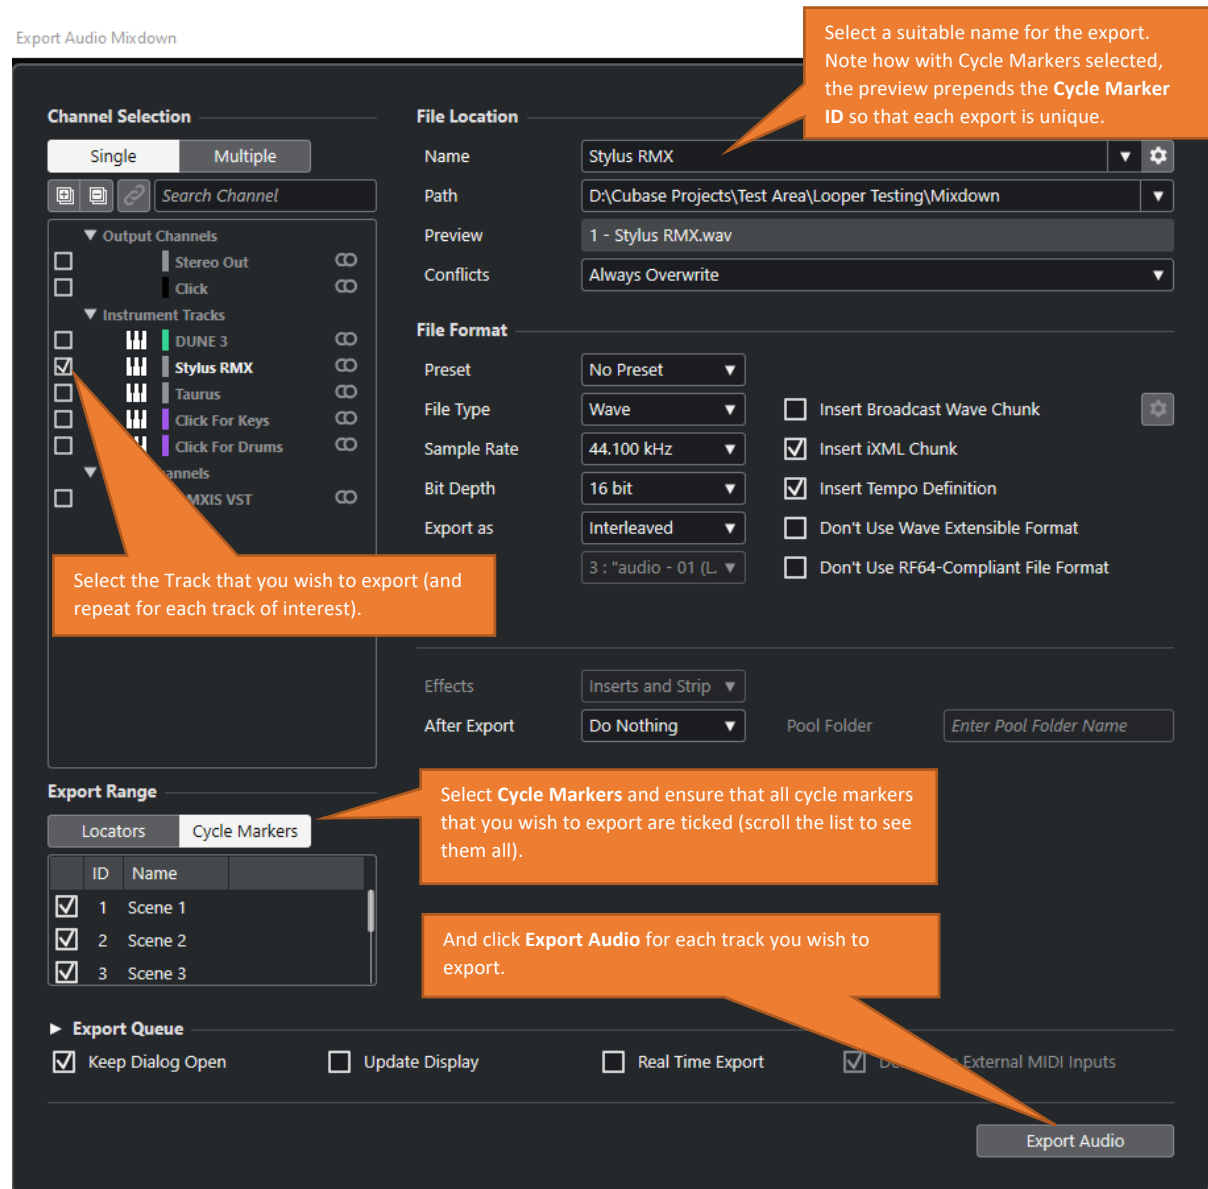 Export Audio Mixdown
Select a suitable name for the export.
Note how with Cycle Markers selected,
the preview prepends the Cycle Marker
ID so that each export is unique.
Channel Selection
Single Multiple
Search Channel
Output Channels
Stereo Out
Click
Instrument Tracks
DUNE 3
Stylus RMX
Taurus
Click For Keys
Click For Drums
MXIS VST
Select the Track that you wish to export (and
repeat for each track of interest).
File Location
Name Stylus RMX
Path D:\Cubase Projects\Test Area\Looper Testing\Mixdown
Preview 1 - Stylus RMX.wav
Conflicts Always Overwrite
File Format
Preset No Preset
File Type Wave Insert Broadcast Wave Chunk
Sample Rate 44.100 kHz Insert iXML Chunk
Bit Depth 16 bit Insert Tempo Definition
Export as Interleaved Don't Use Wave Extensible Format
3 : "audio - 01 (L. Don't Use RF64-Compliant File Format
Effects Inserts and Strip
After Export Do Nothing Pool Folder Enter Pool Folder Name
Export Range
Locators Cycle Markers
ID Name
1 Scene 1
2 Scene 2
3 Scene 3
Select Cycle Markers and ensure that all cycle markers
that you wish to export are ticked (scroll the list to see
them all).
And click Export Audio for each track you wish to
export.
Export Queue
Keep Dialog Open Update Display Real Time Export External MIDI Inputs
Export Audio